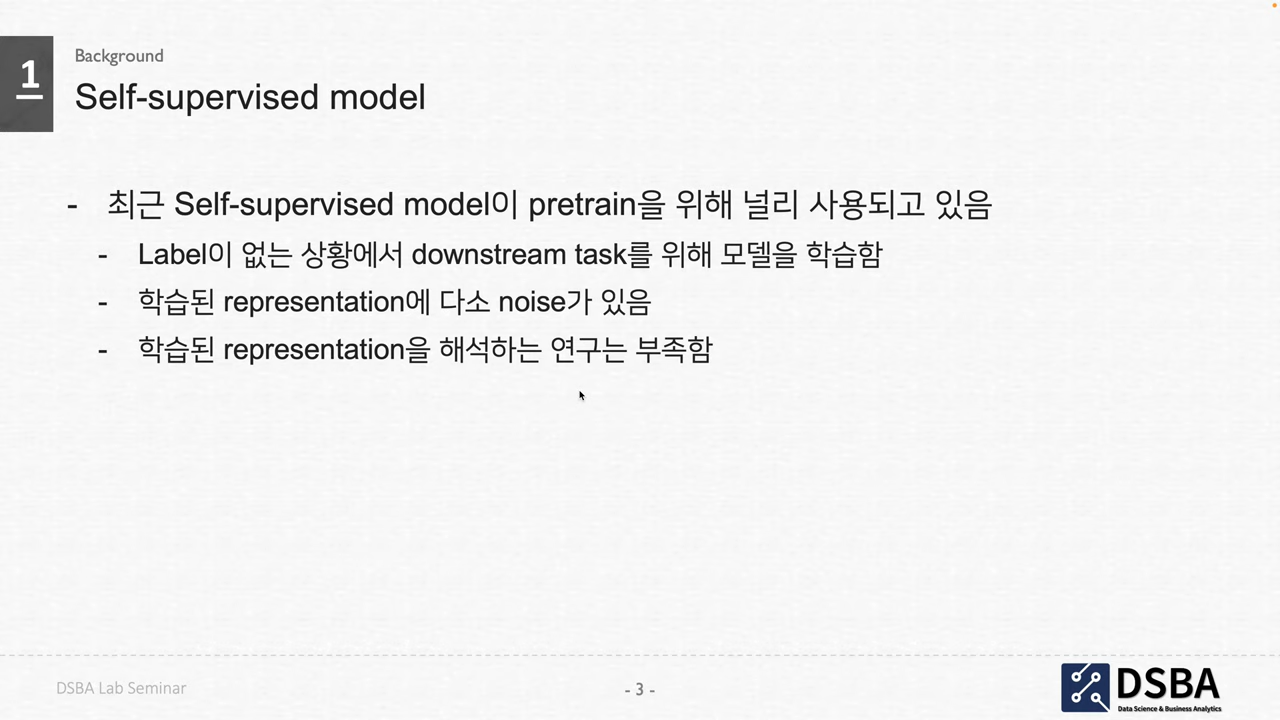 1
Background
Self-supervised model
- 최근 Self-supervised model이 pretrain을 위해 널리 사용되고 있음
- Label이 없는 상황에서 downstream task를 위해 모델을 학습함
- 학습된 representation에 다소 noise가 있음
- 학습된 representation을 해석하는 연구는 부족함
DSBA Lab Seminar
- 3 -
DSBA
Data Science & Business Analytics